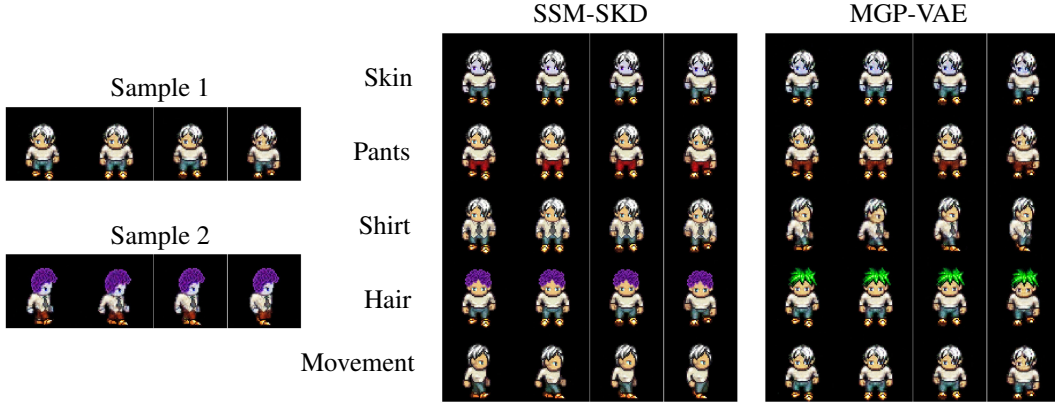 SSM-SKD
MGP-VAE
Sample 1
Sample 2
Skin
Pants
Shirt
Hair
Movement